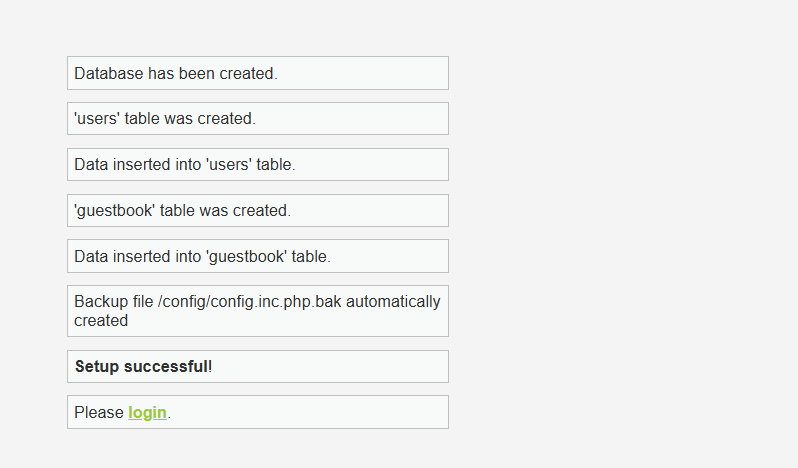 Database has been created.
'users' table was created.
Data inserted into 'users' table.
'guestbook' table was created.
Data inserted into 'guestbook' table.
Backup file /config/config.inc.php.bak automatically
created
Setup successful!
Please login.